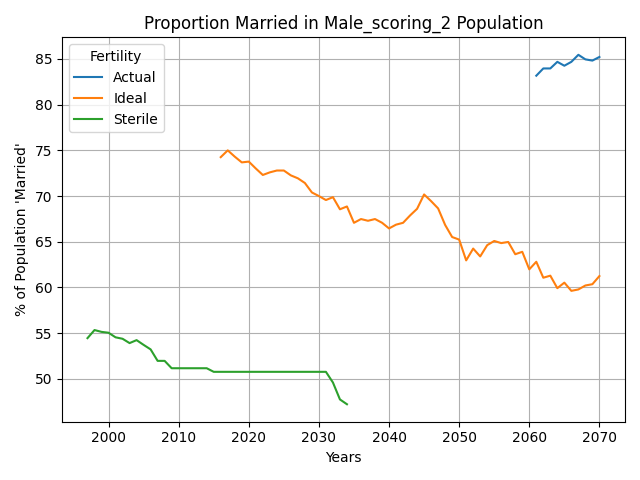 Proportion Married in Male_scoring_2 Population
Fertility
Actual
Ideal
Sterile
% of Population 'Married'
85
80
75
70
65
60
55
50
2000
2010
2020
2030
2040
2050
2060
2070
Years